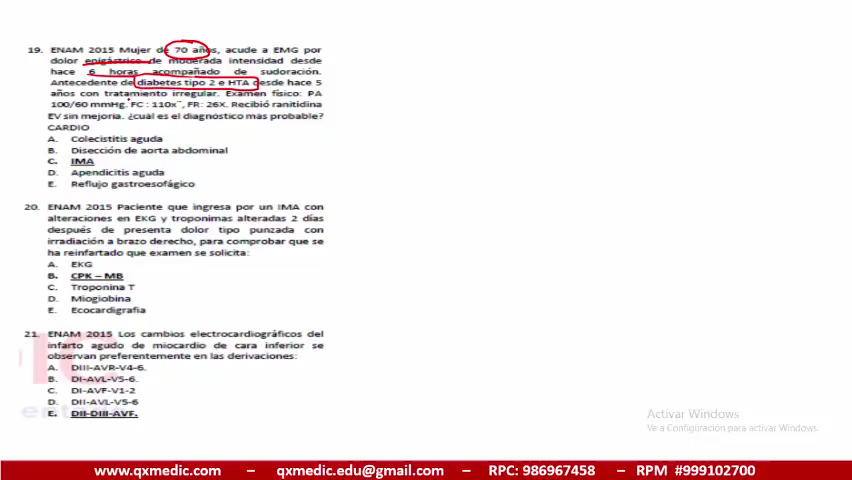 19. ENAM 2015 Mujer de 70 años, acude a EMG por
dolor epigástrico de moderada intensidad desde
hace 6 horas acompañado de sudoración.
Antecedente de diabetes tipo 2 e HTA desde hace 5
años con tratamiento irregular. Examen físico: PA
100/60 mmHg. FC : 110x¨, FR: 26X. Recibió ranitidina
EV sin mejoría. ¿cuál es el diagnóstico más probable?
CARDIO
A. Colecistitis aguda
B. Disección de aorta abdominal
C. IMA
D. Apendicitis aguda
E. Reflujo gastroesofágico
20. ENAM 2015 Paciente que ingresa por un IMA con
alteraciones en EKG y troponimas alteradas 2 días
después de presenta dolor tipo punzada con
irradiación a brazo derecho, para comprobar que se
ha reinfartado que examen se solicita:
A. EKG
B. CPK – MB
C. Troponina T
D. Miogiobina
E. Ecocardigrafia
21. ENAM 2015 Los cambios electrocardiográficos del
infarto agudo de miocardio de cara inferior se
observan preferentemente en las derivaciones:
A. DIII-AVR-V4-6.
B. DI-AVL-V5-6.
C. DI-AVF-V1-2
D. DII-AVL-V5-6
E. DII-DIII-AVF.
Activar Windows
Ve a Configuración para activar Windows.
www.qxmedic.com – qxmedic.edu@gmail.com – RPC: 986967458 – RPM #999102700